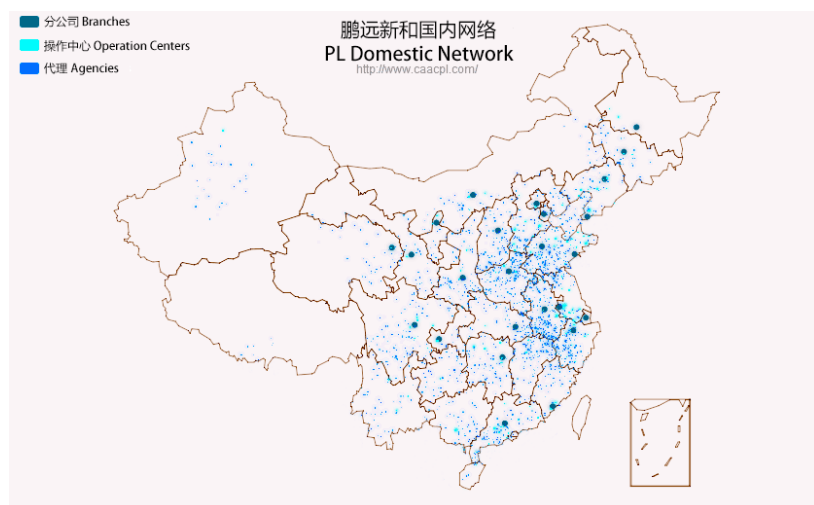 分公司 Branches
操作中心 Operation Centers
代理 Agencies
鹏远新和国内网络
PL Domestic Network
http://www.caacpl.com/